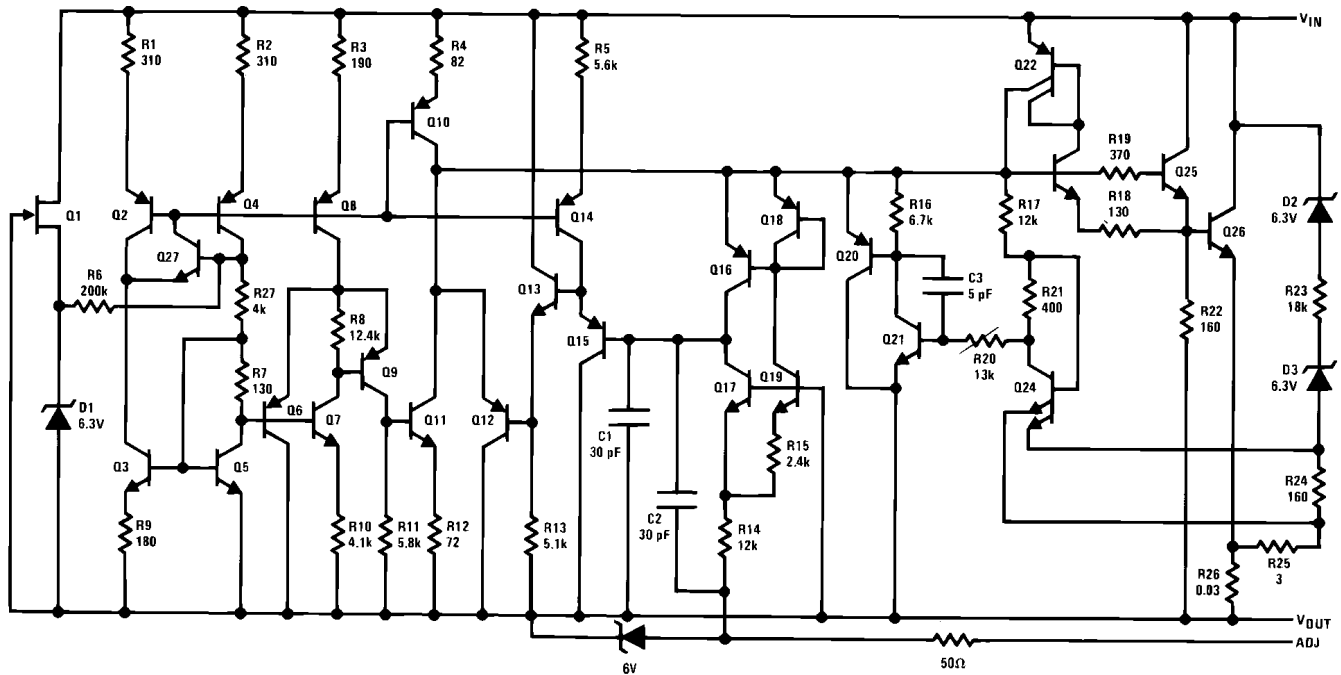 V_IN
R1
310
R2
310
R3
190
R4
82
R5
5.6k
Q22
Q10
R19
370
Q25
Q1
Q2
Q4
Q8
Q14
Q18
R16
6.7k
R17
12k
R18
130
D2
6.3V
Q26
Q27
Q16
Q20
R6
200k
R27
4k
Q13
C3
5 pF
R21
400
R22
160
R23
18k
R8
12.4k
Q15
Q21
R20
13k
R7
130
Q9
Q17
Q19
D3
6.3V
D1
6.3V
Q6
Q7
Q11
Q12
Q24
C1
30 pF
R15
2.4k
Q3
Q5
R24
160
R9
180
R10
4.1k
R11
5.8k
R12
72
R13
5.1k
C2
30 pF
R14
12k
R25
3
R26
0.03
V_OUT
ADJ
6V
50Ω